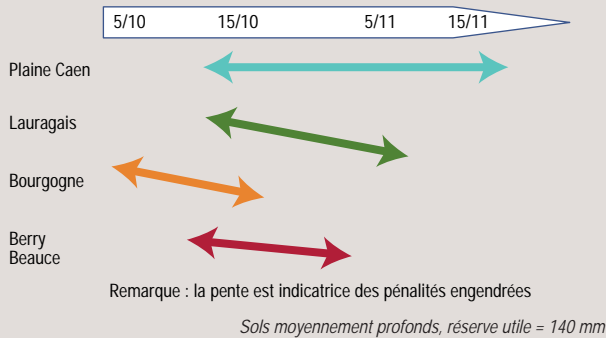 5/10 15/10 5/11 15/11
Plaine Caen
Lauragais
Bourgogne
Berry
Beauce
Remarque : la pente est indicatrice des pénalités engendrées
Sols moyennement profonds, réserve utile = 140 mm